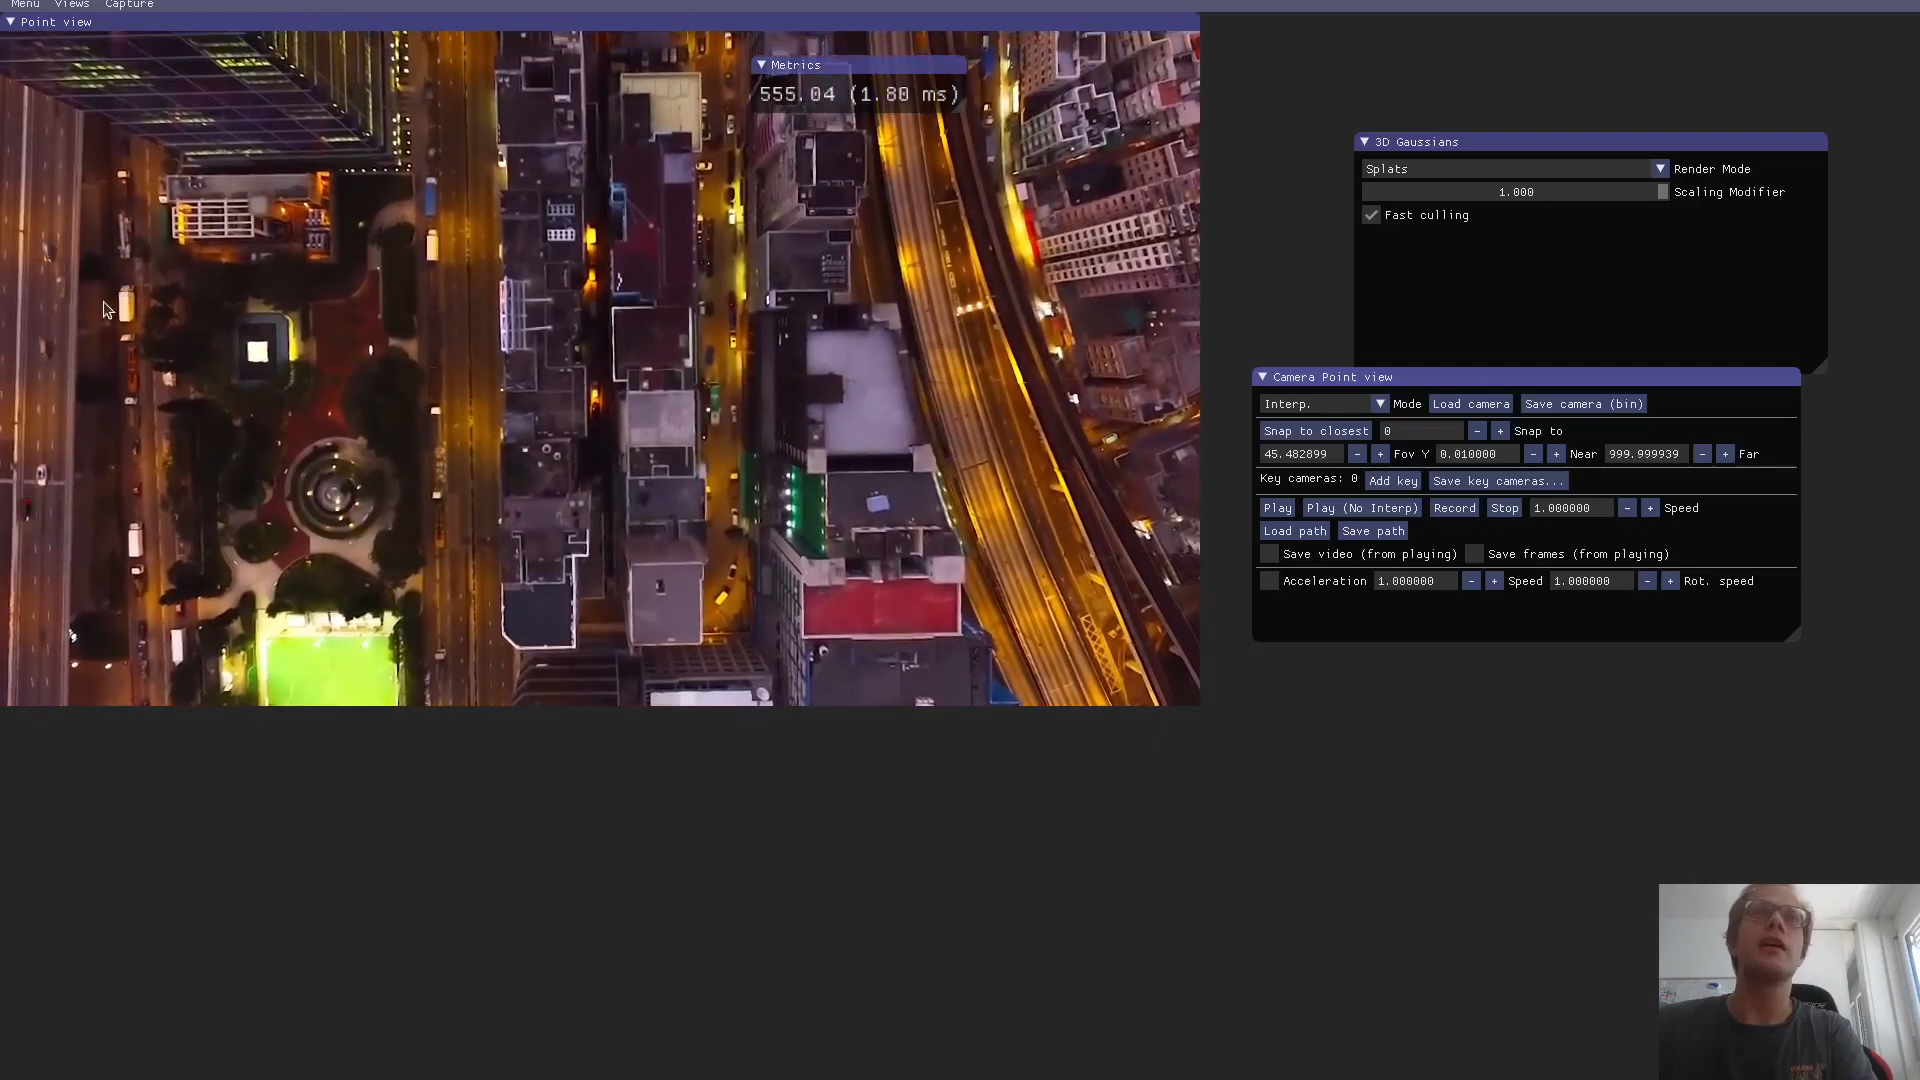 Menu Views Capture
Point view
Metrics
555.04 (1.80 ms)
3D Gaussians
Splats Render Mode
1.000 Scaling Modifier
Fast culling
Camera Point view
Interp. Mode Load camera Save camera (bin)
Snap to closest 0 - + Snap to
45.482899 - + Fov Y 0.010000 - + Near 999.999939 - + Far
Key cameras: 0 Add key Save key cameras...
Play Play (No Interp) Record Stop 1.000000 - + Speed
Load path Save path
Save video (from playing) Save frames (from playing)
Acceleration 1.000000 - + Speed 1.000000 - + Rot. speed